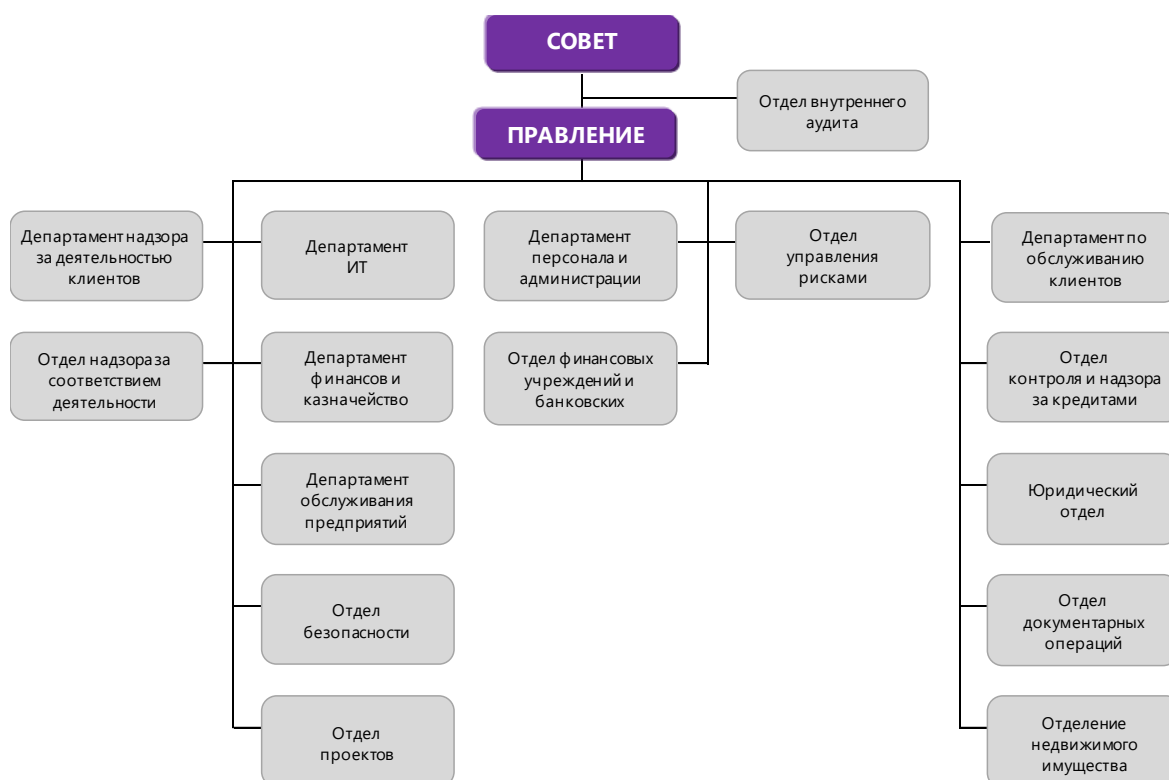 СОВЕТ
Отдел внутреннего
аудита
ПРАВЛЕНИЕ
Департамент надзора
за деятельностью
клиентов
Департамент
ИТ
Департамент
персонала и
администрации
Отдел
управления
рисками
Департамент по
обслуживанию
клиентов
Отдел надзора за
соответствием
деятельности
Департамент
финансов и
казначейство
Отдел финансовых
учреждений и
банковских
Отдел
контроля и надзора
за кредитами
Департамент
обслуживания
предприятий
Юридический
отдел
Отдел
безопасности
Отдел
документарных
операций
Отдел
проектов
Отделение
недвижимого
имущества